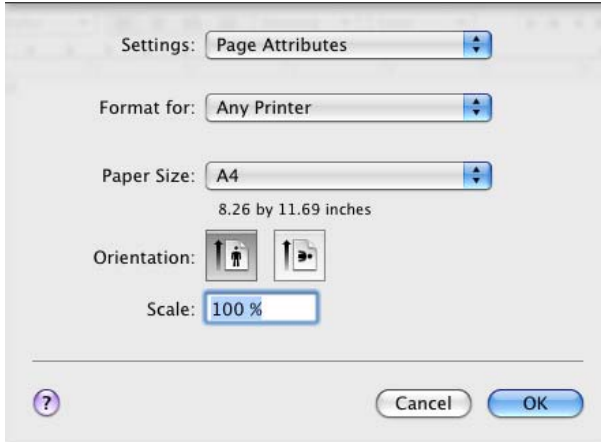 Settings: Page Attributes
Format for: Any Printer
Paper Size: A4
8.26 by 11.69 inches
Orientation:
Scale: 100 %
? Cancel OK